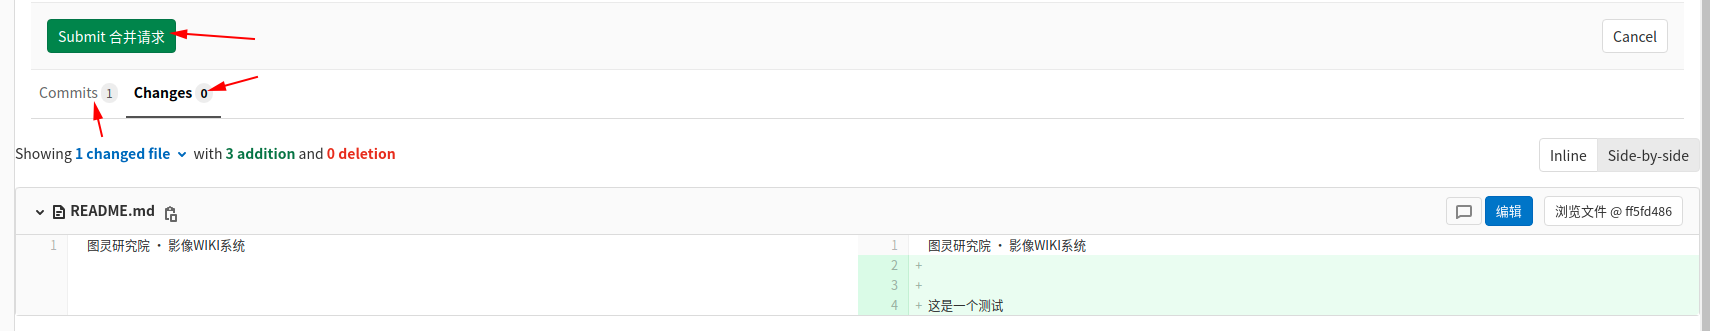 Submit 合并请求
Cancel
Commits 1 Changes 0
Showing 1 changed file with 3 addition and 0 deletion
Inline Side-by-side
README.md
编辑 浏览文件 @ ff5fd486
1 图灵研究院 · 影像WIKI系统 1 图灵研究院 · 影像WIKI系统
2 +
3 +
4 + 这是一个测试